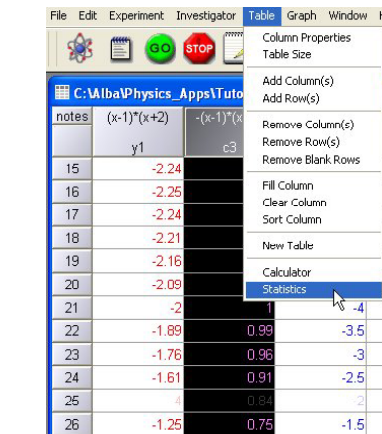 File Edit Experiment Investigator Table Graph Window
GO STOP
Column Properties
Table Size
Add Column(s)
Add Row(s)
Remove Column(s)
Remove Row(s)
Remove Blank Rows
Fill Column
Clear Column
Sort Column
New Table
Calculator
Statistics
C:\Alba\Physics_Apps\Tuto
notes (x-1)*(x+2) -(x-1)*(x
y1 c3
15 -2.24
16 -2.25
17 -2.24
18 -2.21
19 -2.16
20 -2.09
21 -2 1 -4
22 -1.89 0.99 -3.5
23 -1.76 0.96 -3
24 -1.61 0.91 -2.5
25 4 0.84 -2
26 -1.25 0.75 -1.5